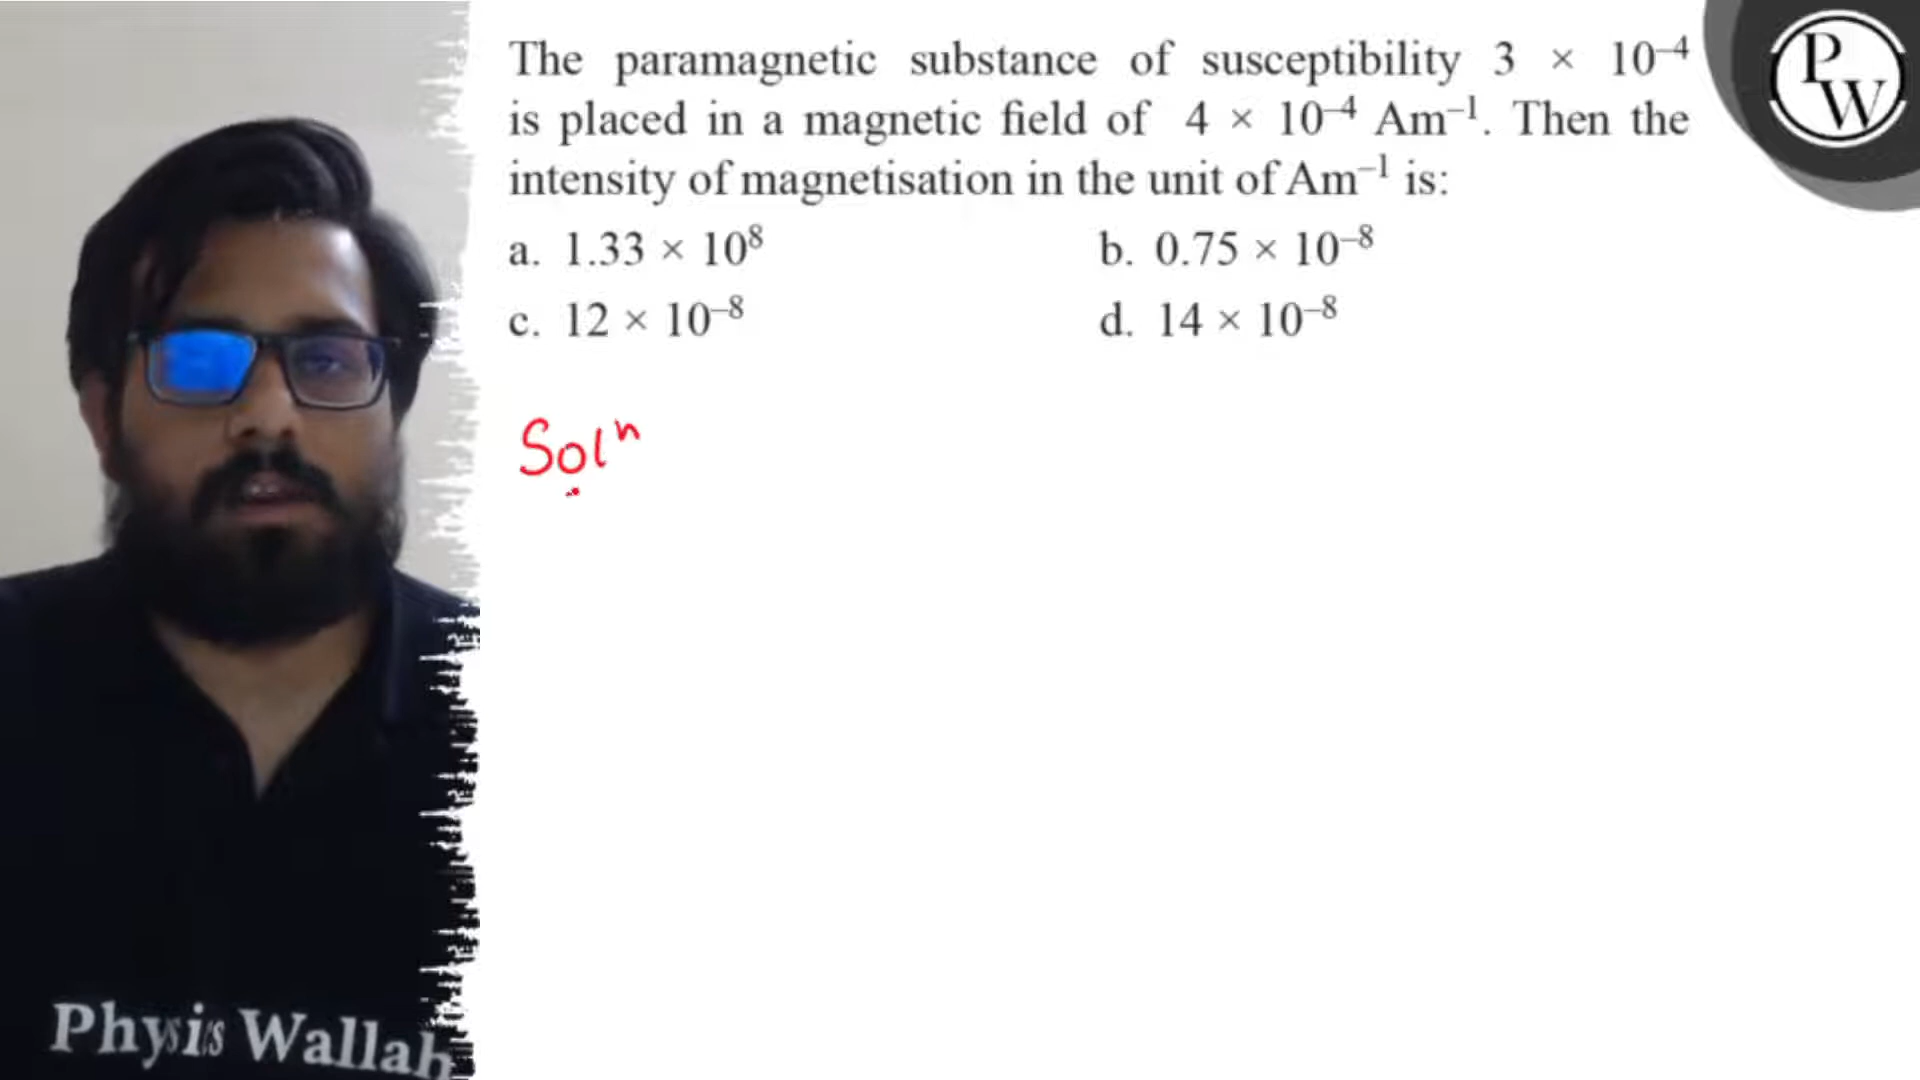 The paramagnetic substance of susceptibility 3 × 10⁻⁴
is placed in a magnetic field of 4 × 10⁻⁴ Am⁻¹. Then the
intensity of magnetisation in the unit of Am⁻¹ is:
a. 1.33 × 10⁸ b. 0.75 × 10⁻⁸
c. 12 × 10⁻⁸ d. 14 × 10⁻⁸
Solⁿ
PW
Physics Wallah